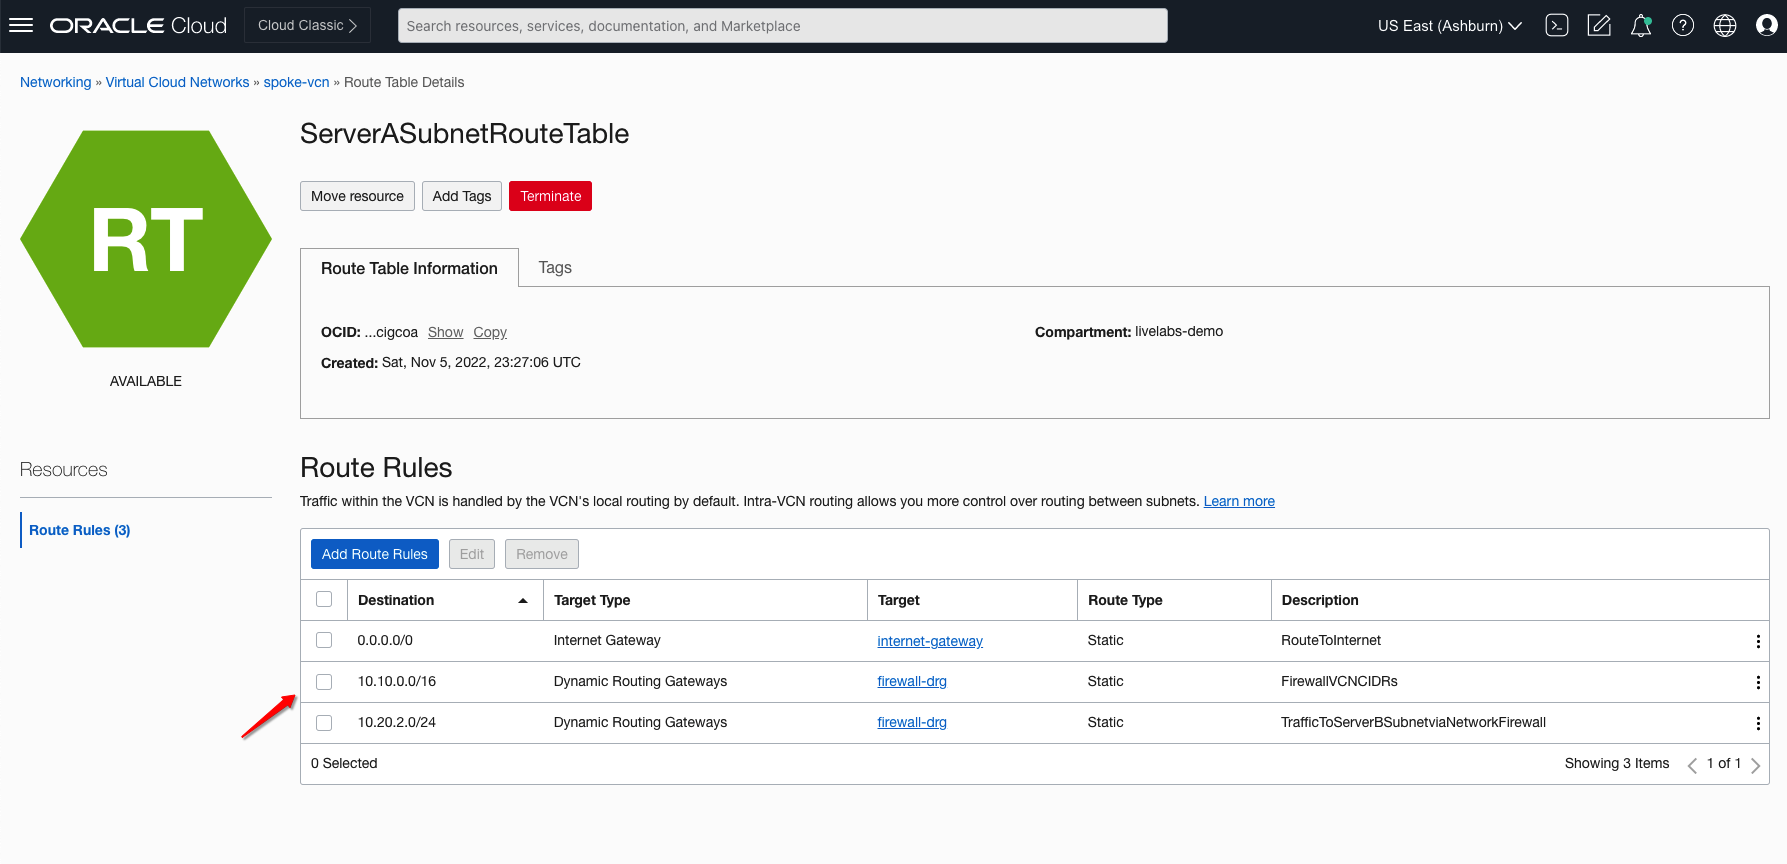 ORACLE Cloud
Cloud Classic
Search resources, services, documentation, and Marketplace
US East (Ashburn)
Networking » Virtual Cloud Networks » spoke-vcn » Route Table Details
RT
AVAILABLE
ServerASubnetRouteTable
Move resource Add Tags Terminate
Route Table Information Tags
OCID: ...cigcoa Show Copy
Compartment: livelabs-demo
Created: Sat, Nov 5, 2022, 23:27:06 UTC
Resources
Route Rules (3)
Route Rules
Traffic within the VCN is handled by the VCN's local routing by default. Intra-VCN routing allows you more control over routing between subnets. Learn more
Add Route Rules Edit Remove
Destination Target Type Target Route Type Description
0.0.0.0/0 Internet Gateway internet-gateway Static RouteToInternet
10.10.0.0/16 Dynamic Routing Gateways firewall-drg Static FirewallVCNCIDRs
10.20.2.0/24 Dynamic Routing Gateways firewall-drg Static TrafficToServerBSubnetviaNetworkFirewall
0 Selected Showing 3 Items 1 of 1